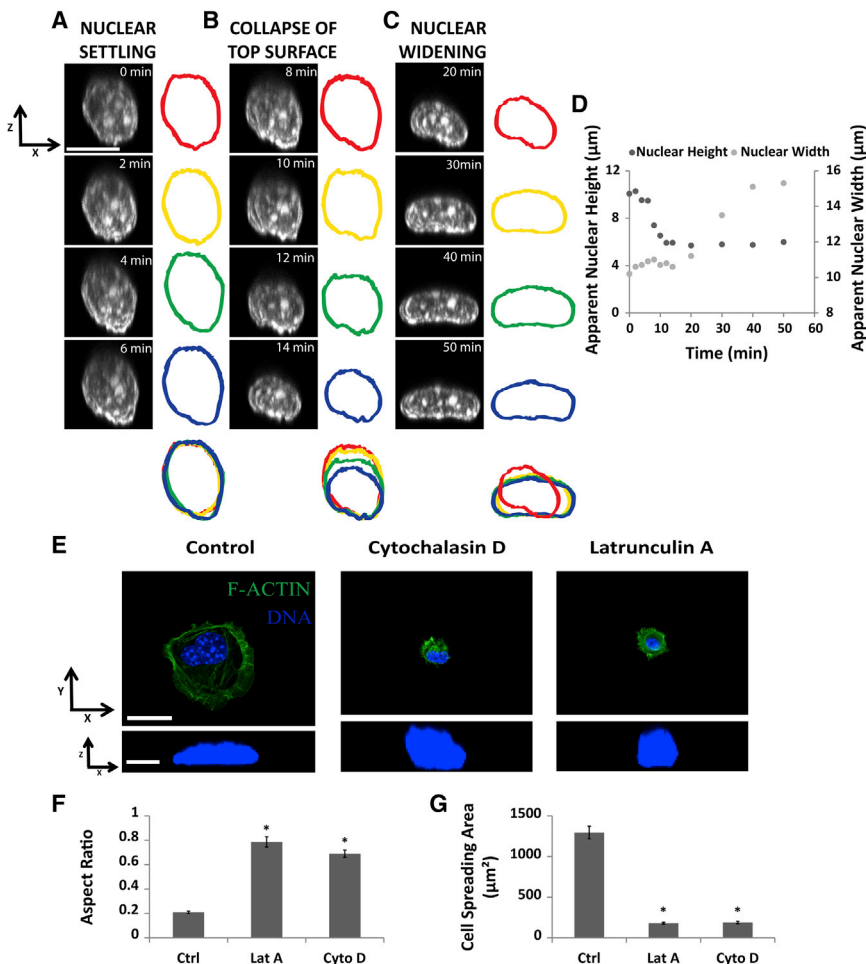 A NUCLEAR SETTLING
B COLLAPSE OF TOP SURFACE
C NUCLEAR WIDENING
0 min
8 min
20 min
Z
X
2 min
10 min
30min
4 min
12 min
40 min
6 min
14 min
50 min
D
Nuclear Height
Nuclear Width
Apparent Nuclear Height (µm)
12
8
4
0
Apparent Nuclear Width (µm)
16
14
12
10
8
0 10 20 30 40 50 60
Time (min)
E
Control
Cytochalasin D
Latrunculin A
F-ACTIN
DNA
Y
X
Z
X
F
Aspect Ratio
1
0.8
0.6
0.4
0.2
0
*
*
Ctrl Lat A Cyto D
G
Cell Spreading Area (µm²)
1500
1000
500
0
*
*
Ctrl Lat A Cyto D